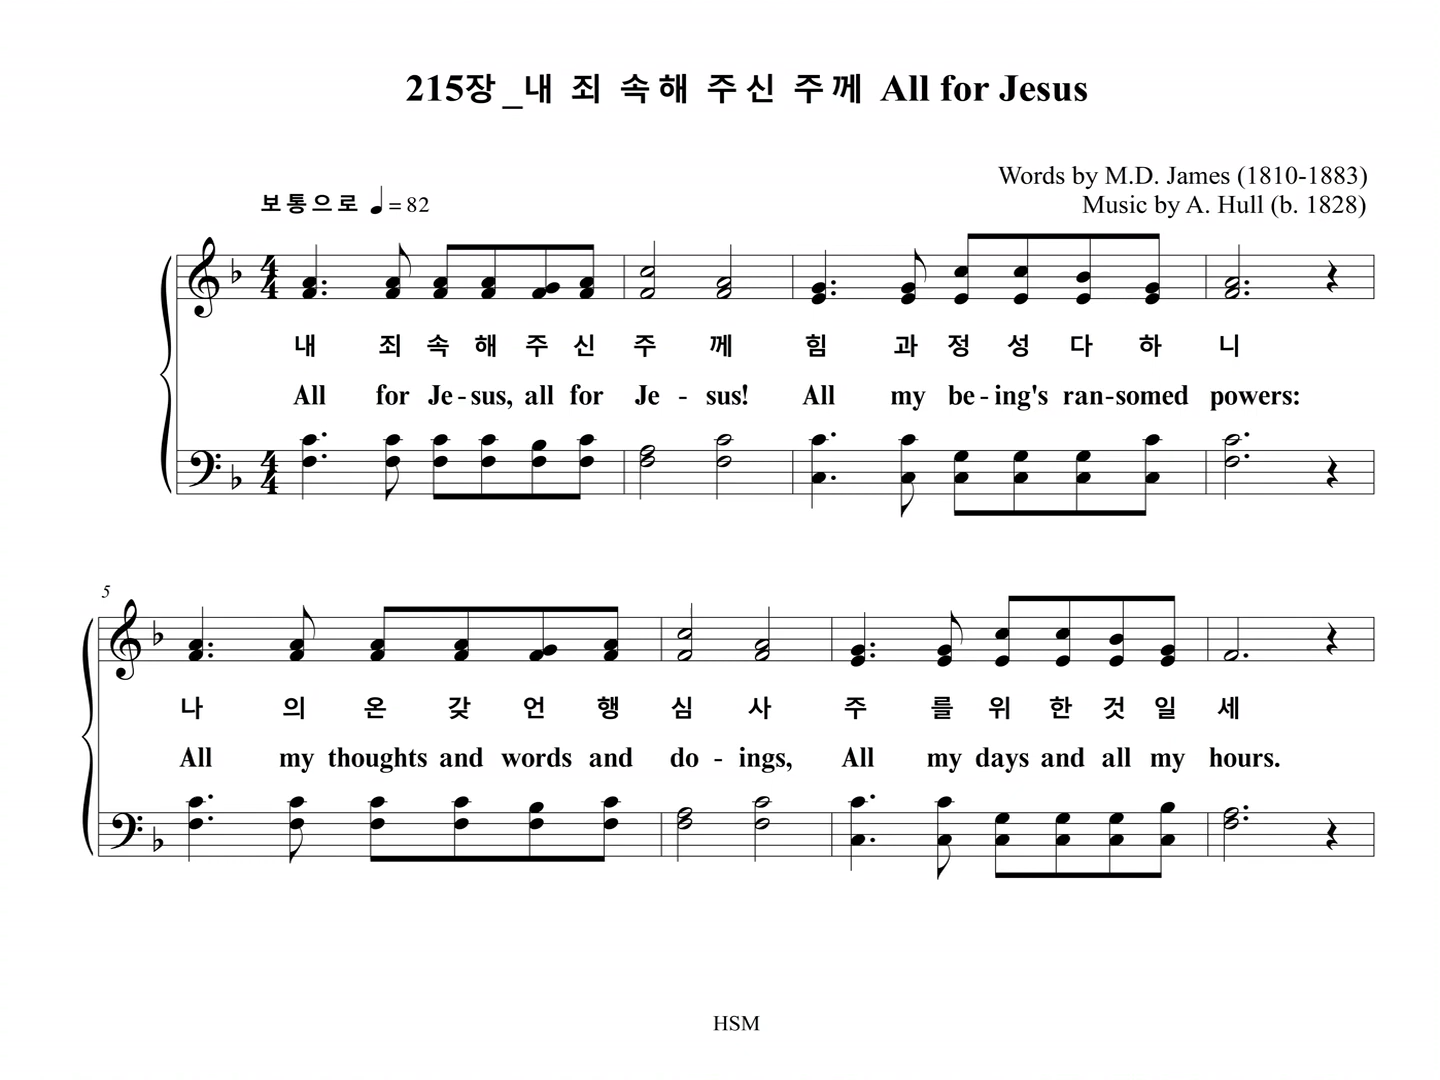 215장_내 죄 속해 주신 주께 All for Jesus
Words by M.D. James (1810-1883)
보통으로 ♩= 82
Music by A. Hull (b. 1828)
내 죄 속 해 주 신 주 께 힘 과 정 성 다 하 니
All for Je - sus, all for Je - sus! All my be - ing's ran - somed powers:
5
나 의 온 갖 언 행 심 사 주 를 위 한 것 일 세
All my thoughts and words and do - ings, All my days and all my hours.
HSM